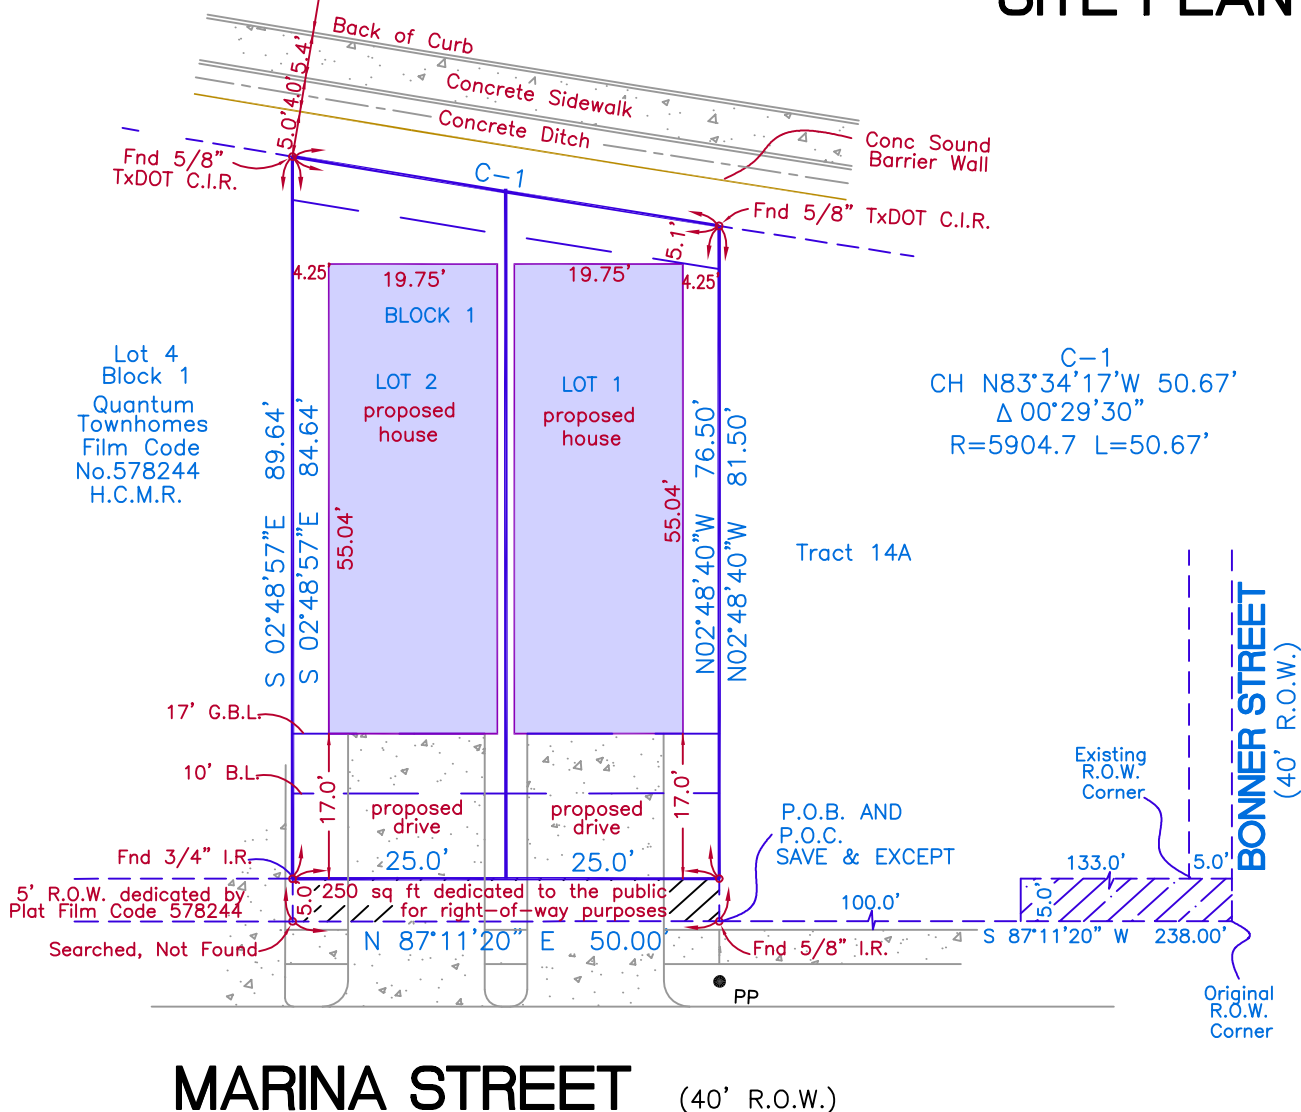 SITE PLAN
Back of Curb
Concrete Sidewalk
Concrete Ditch
5.0' 4.0' 5.4'
Conc Sound
Barrier Wall
Fnd 5/8"
TxDOT C.I.R.
C-1
Fnd 5/8" TxDOT C.I.R.
5.1'
4.25'
19.75'
19.75'
4.25'
BLOCK 1
LOT 2
proposed
house
LOT 1
proposed
house
Lot 4
Block 1
Quantum
Townhomes
Film Code
No.578244
H.C.M.R.
S 02°48'57"E 89.64'
S 02°48'57"E 84.64'
55.04'
55.04'
N02°48'40"W 76.50'
N02°48'40"W 81.50'
C-1
CH N83°34'17"W 50.67'
Δ 00°29'30"
R=5904.7 L=50.67'
Tract 14A
BONNER STREET
(40' R.O.W.)
17' G.B.L.
10' B.L.
17.0'
17.0'
proposed
drive
proposed
drive
25.0'
25.0'
Existing
R.O.W.
Corner
P.O.B. AND
P.O.C.
SAVE & EXCEPT
Fnd 3/4" I.R.
5' R.O.W. dedicated by
Plat Film Code 578244
Searched, Not Found
5.0'
250 sq ft dedicated to the public
for right-of-way purposes
N 87°11'20" E 50.00'
Fnd 5/8" I.R.
100.0'
133.0'
5.0'
5.0'
S 87°11'20" W 238.00'
Original
R.O.W.
Corner
PP
MARINA STREET (40' R.O.W.)